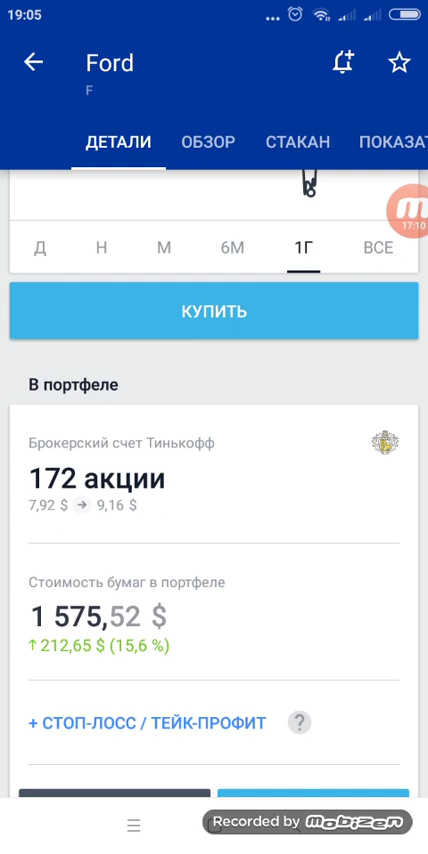 19:05
Ford
F
ДЕТАЛИ ОБЗОР СТАКАН ПОКАЗАТ
17:10
Д Н М 6М 1Г ВСЕ
КУПИТЬ
В портфеле
Брокерский счет Тинькофф
172 акции
7,92 $ → 9,16 $
Стоимость бумаг в портфеле
1 575,52 $
↑ 212,65 $ (15,6 %)
+ СТОП-ЛОСС / ТЕЙК-ПРОФИТ ?
Recorded by mobizen